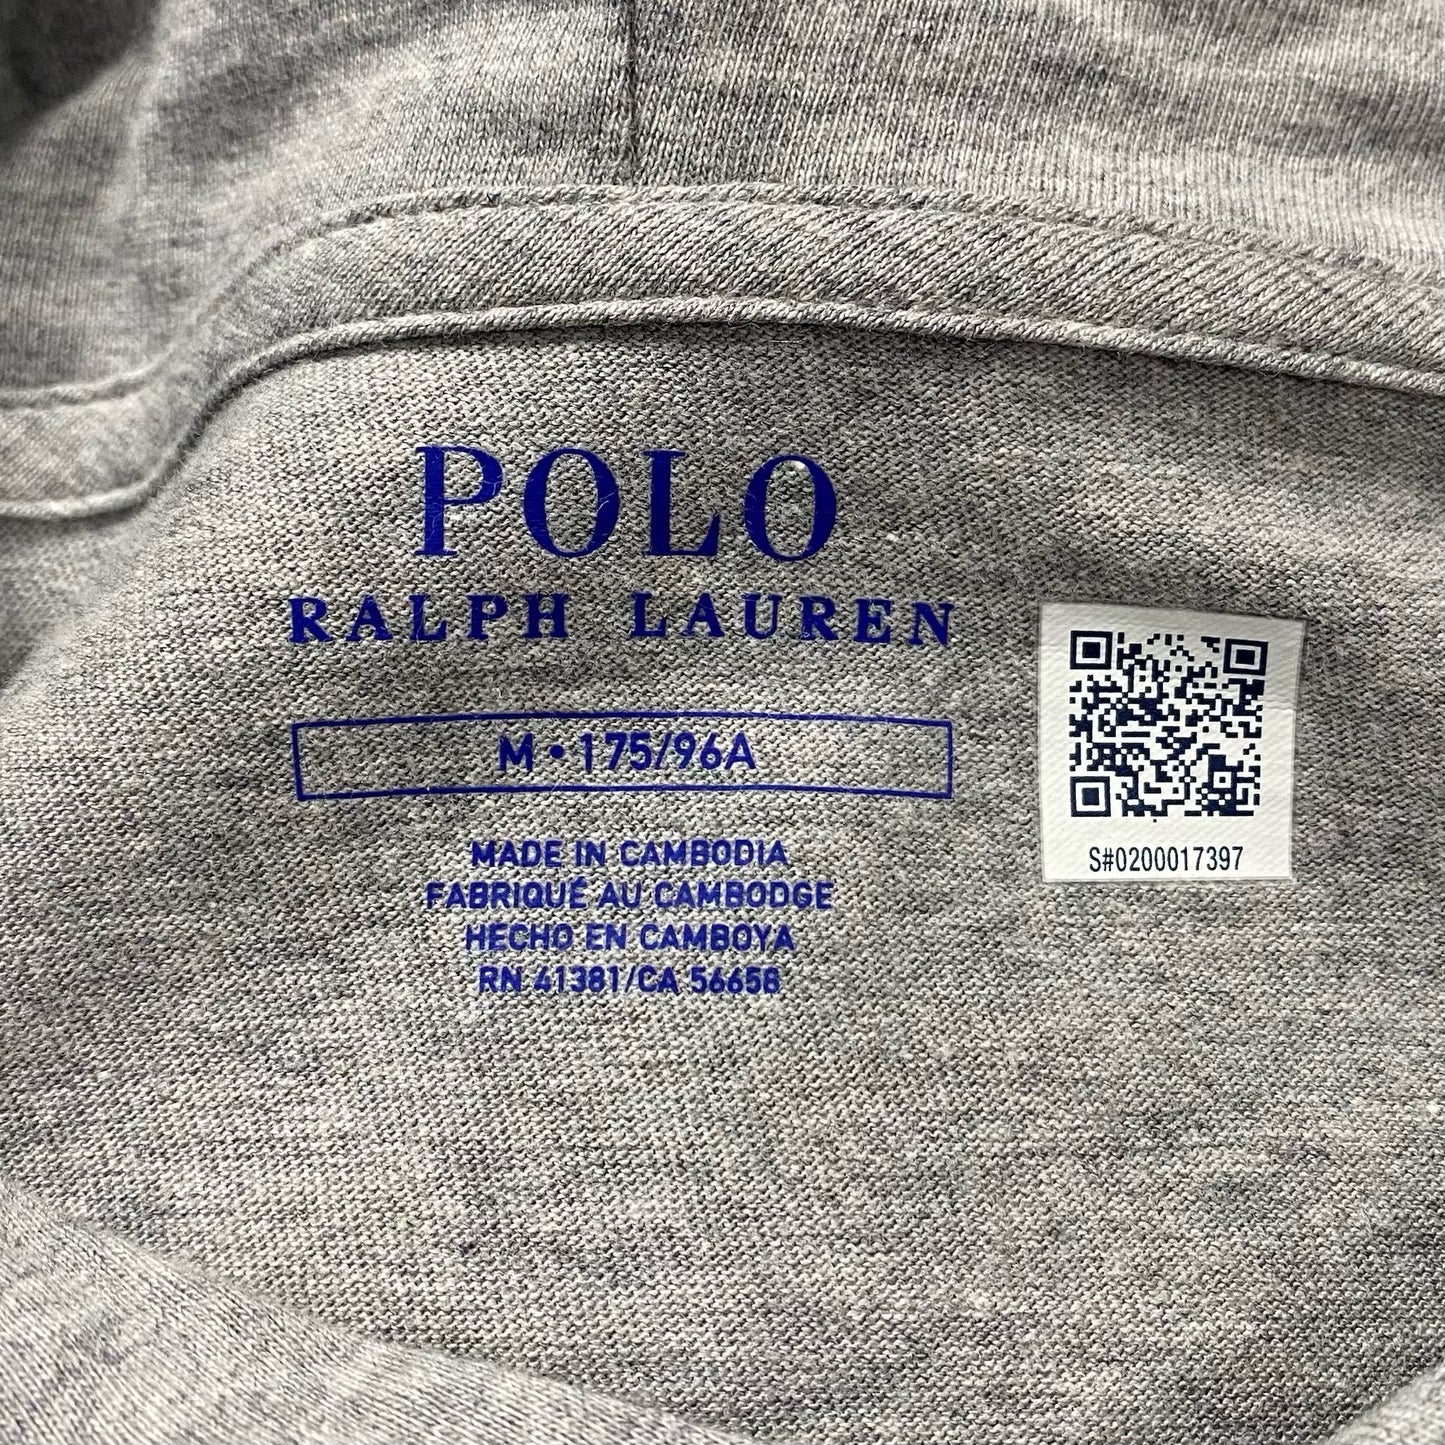 POLO
RALPH LAUREN
M • 175/96A
MADE IN CAMBODIA
FABRIQUÉ AU CAMBODGE
HECHO EN CAMBOYA
RN 41381/CA 56658
S#0200017397